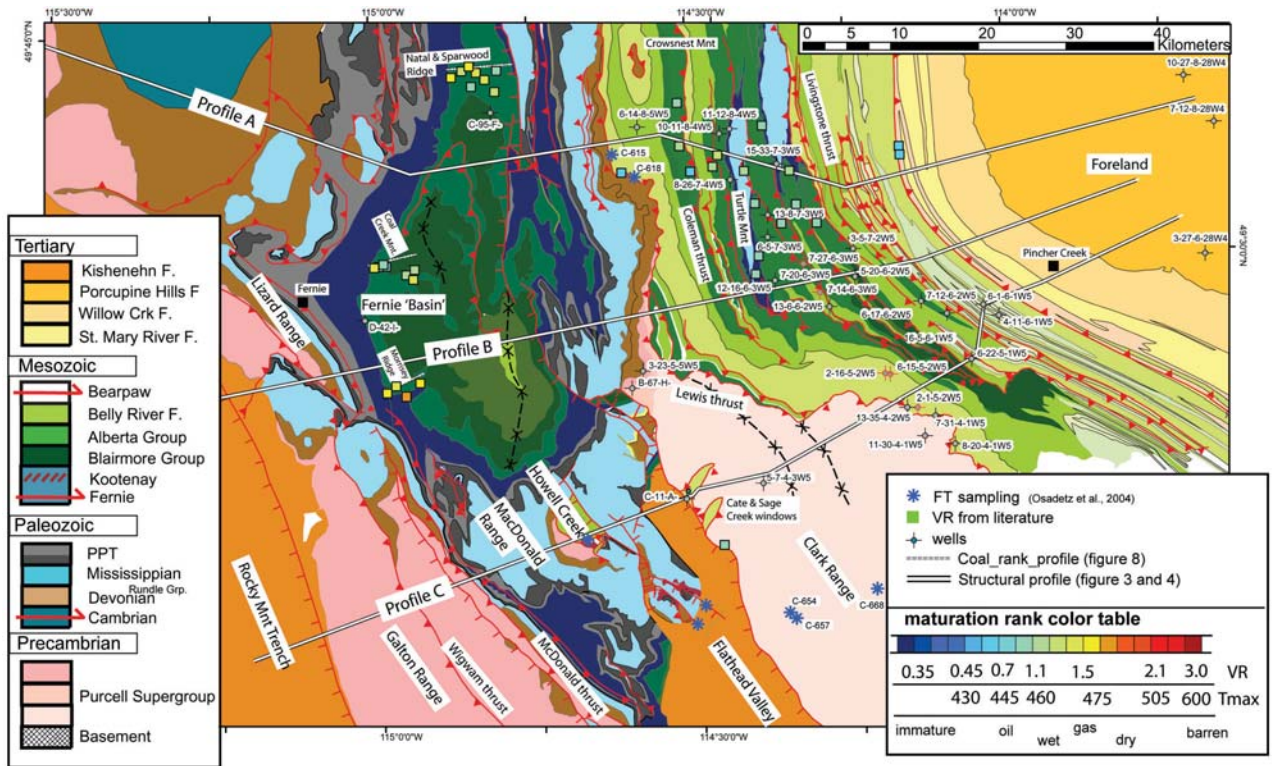 115°30'0"W
115°0'0"W
114°30'0"W
114°0'0"W
49°45'0"N
49°30'0"N
0 5 10 20 30 40
Kilometers
Natal & Sparwood
Ridge
Crowsnest Mnt
10-27-8-28W4
7-12-8-28W4
Profile A
C-95-F-
6-14-8-5W5
11-12-8-4W5
10-11-8-4W5
15-33-7-3W5
Livingstone thrust
C-615
C-618
8-26-7-4W5
Foreland
Turtle Mnt
13-8-7-3W5
Coleman thrust
6-5-7-3W5
3-5-7-2W5
7-27-6-3W5
3-27-6-28W4
Pincher Creek
Coal
Creek Mnt.
7-20-6-3W5
5-20-6-2W5
12-16-6-3W5
7-14-6-3W5
7-12-6-2W5
6-1-6-1W5
13-6-6-2W5
6-17-6-2W5
4-11-6-1W5
Fernie
Lizard Range
Fernie 'Basin'
D-42-I-
Profile B
16-5-6-1W5
6-22-5-1W5
Morrissey
Ridge
3-23-5-5W5
B-67-H-
Lewis thrust
2-16-5-2W5
6-15-5-2W5
2-1-5-2W5
13-35-4-2W5
7-31-4-1W5
11-30-4-1W5
8-20-4-1W5
5-7-4-3W5
C-11-A-
Cate & Sage
Creek windows
Howell Creek
MacDonald
Range
Clark Range
Profile C
C-654
C-657
C-668
Rocky Mnt Trench
Galton Range
Wigwam thrust
McDonald thrust
Flathead Valley
115°0'0"W
114°30'0"W
Tertiary
Kishenehn F.
Porcupine Hills F
Willow Crk F.
St. Mary River F.
Mesozoic
Bearpaw
Belly River F.
Alberta Group
Blairmore Group
Kootenay
Fernie
Paleozoic
PPT
Mississippian
Rundle Grp.
Devonian
Cambrian
Precambrian
Purcell Supergroup
Basement
FT sampling (Osadetz et al., 2004)
VR from literature
wells
Coal_rank_profile (figure 8)
Structural profile (figure 3 and 4)
maturation rank color table
0.35 0.45 0.7 1.1 1.5 2.1 3.0 VR
430 445 460 475 505 600 Tmax
immature oil wet gas dry barren